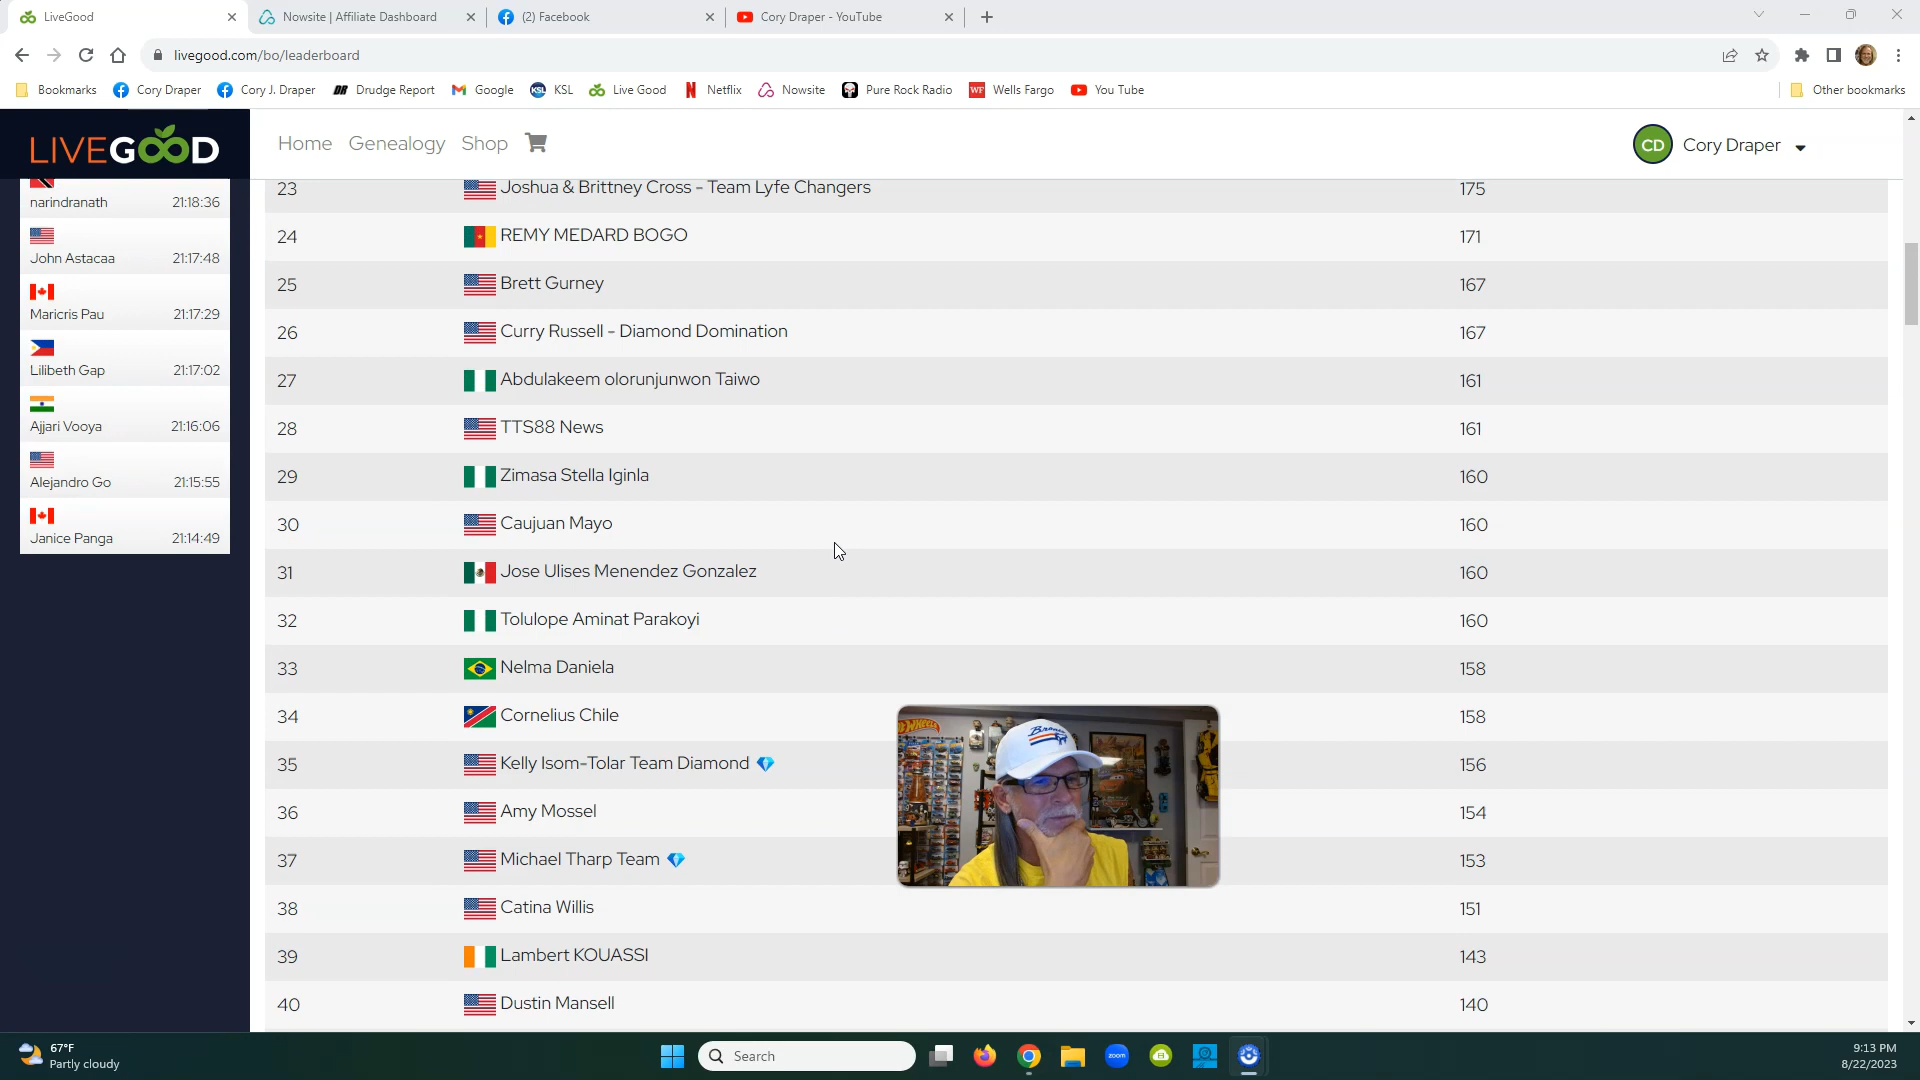 LiveGood
Nowsite | Affiliate Dashboard
(2) Facebook
Cory Draper - YouTube
livegood.com/bo/leaderboard
Bookmarks
Cory Draper
Cory J. Draper
DR Drudge Report
Google
KSL KSL
Live Good
Netflix
Nowsite
Pure Rock Radio
WF Wells Fargo
You Tube
Other bookmarks
LIVEGOOD
Home
Genealogy
Shop
CD Cory Draper
narindranath 21:18:36
John Astacaa 21:17:48
Maricris Pau 21:17:29
Lilibeth Gap 21:17:02
Ajjari Vooya 21:16:06
Alejandro Go 21:15:55
Janice Panga 21:14:49
23 Joshua & Brittney Cross - Team Lyfe Changers 175
24 REMY MEDARD BOGO 171
25 Brett Gurney 167
26 Curry Russell - Diamond Domination 167
27 Abdulakeem olorunjunwon Taiwo 161
28 TTS88 News 161
29 Zimasa Stella Iginla 160
30 Caujuan Mayo 160
31 Jose Ulises Menendez Gonzalez 160
32 Tolulope Aminat Parakoyi 160
33 Nelma Daniela 158
34 Cornelius Chile 158
35 Kelly Isom-Tolar Team Diamond 💎 156
36 Amy Mossel 154
37 Michael Tharp Team 💎 153
38 Catina Willis 151
39 Lambert KOUASSI 143
40 Dustin Mansell 140
HOT WHEELS
Broncos
67°F
Partly cloudy
Search
zoom
9:13 PM
8/22/2023